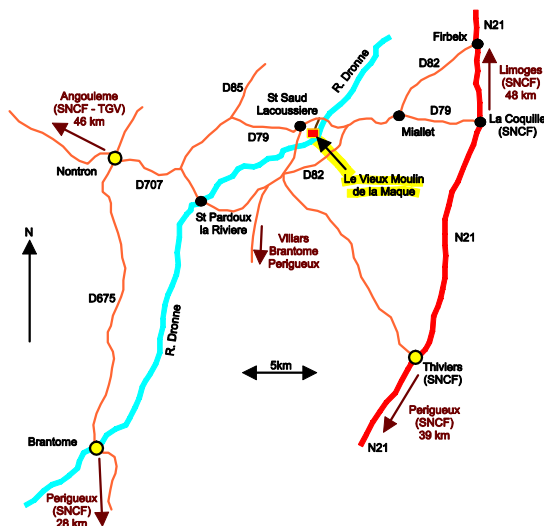 N21
Firbeix
D82
Limoges
(SNCF)
48 km
R. Dronne
Angouleme
(SNCF - TGV)
46 km
D85
St Saud
Lacoussiere
D79
Miallet
D79
La Coquille
(SNCF)
Nontron
D707
D82
Le Vieux Moulin
de la Maque
St Pardoux
la Riviere
Villars
Brantome
Perigueux
N
N21
D675
R. Dronne
5km
Thiviers
(SNCF)
Perigueux
(SNCF)
39 km
N21
Brantome
Perigueux
(SNCF)
28 km